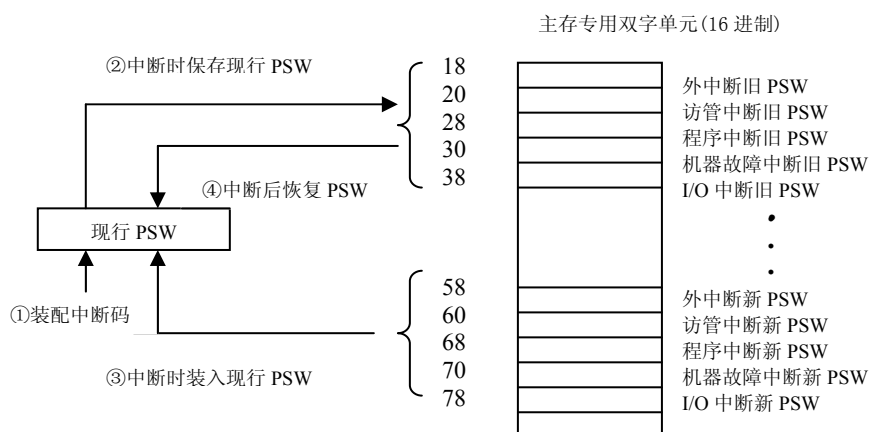 主存专用双字单元(16 进制)
②中断时保存现行 PSW
18
20
28
30
38
外中断旧 PSW
访管中断旧 PSW
程序中断旧 PSW
机器故障中断旧 PSW
I/O 中断旧 PSW
④中断后恢复 PSW
现行 PSW
①装配中断码
③中断时装入现行 PSW
58
60
68
70
78
外中断新 PSW
访管中断新 PSW
程序中断新 PSW
机器故障中断新 PSW
I/O 中断新 PSW